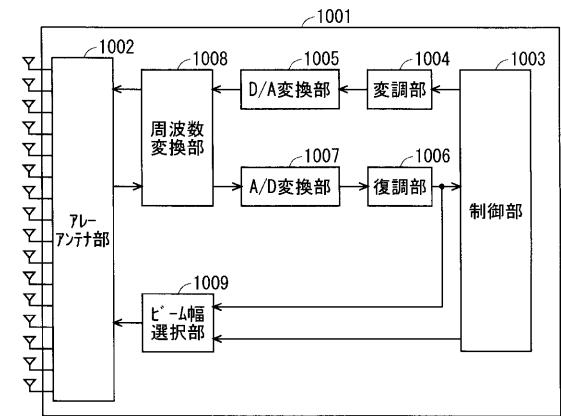 1001
1002
1008
1005
1004
1003
D/A変換部
変調部
周波数
変換部
1007
1006
A/D変換部
復調部
制御部
アレー
アンテナ部
1009
ビーム幅
選択部